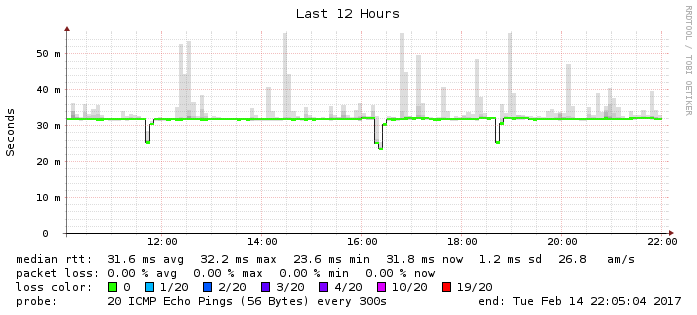 Last 12 Hours
RRDTOOL / TOBI OETIKER
Seconds
50 m
40 m
30 m
20 m
10 m
0
12:00 14:00 16:00 18:00 20:00 22:00
median rtt: 31.6 ms avg 32.2 ms max 23.6 ms min 31.8 ms now 1.2 ms sd 26.8 am/s
packet loss: 0.00 % avg 0.00 % max 0.00 % min 0.00 % now
loss color: 0 1/20 2/20 3/20 4/20 10/20 19/20
probe: 20 ICMP Echo Pings (56 Bytes) every 300s end: Tue Feb 14 22:05:04 2017